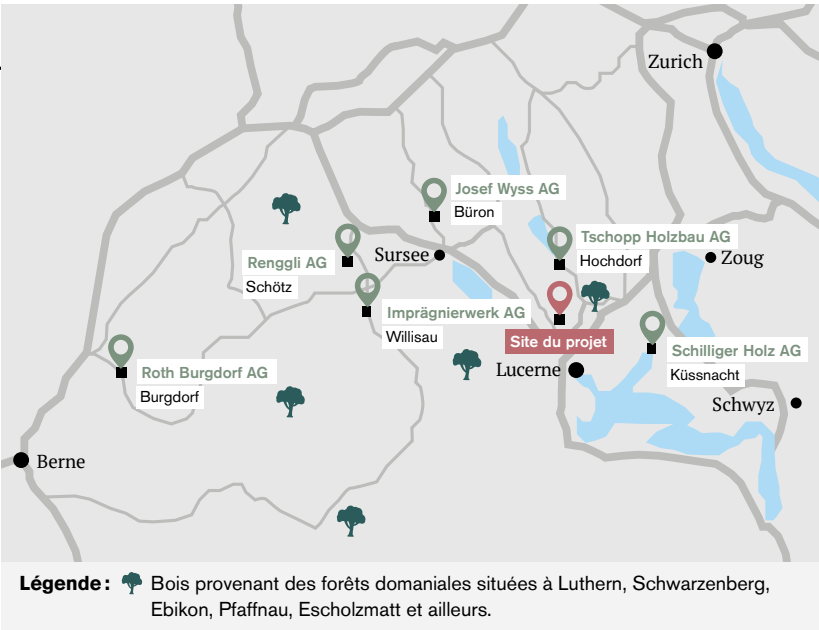 Zurich
Josef Wyss AG
Büron
Tschopp Holzbau AG
Hochdorf
Sursee
Zoug
Renggli AG
Schötz
Imprägnierwerk AG
Willisau
Site du projet
Schilliger Holz AG
Küssnacht
Lucerne
Roth Burgdorf AG
Burgdorf
Schwyz
Berne
Légende : Bois provenant des forêts domaniales situées à Luthern, Schwarzenberg,
Ebikon, Pfaffnau, Escholzmatt et ailleurs.